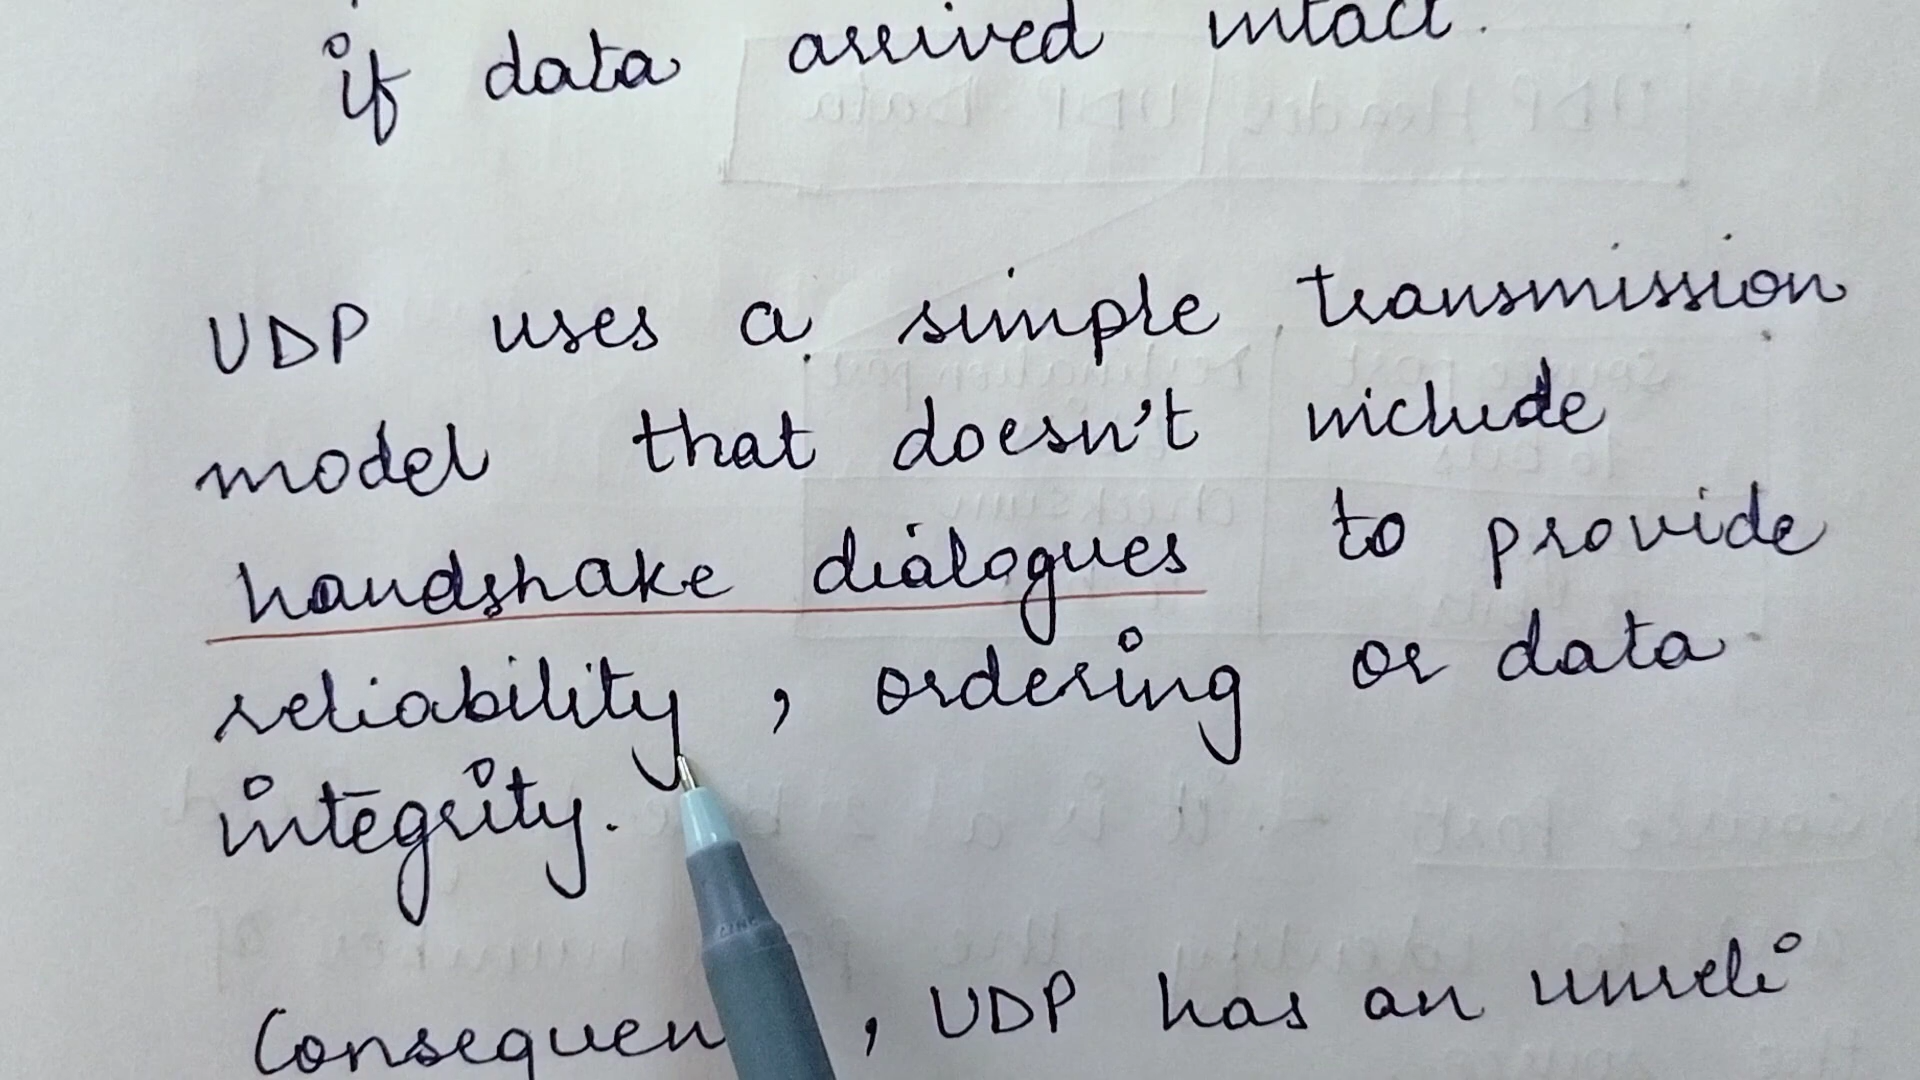 if data arrived intact.
UDP uses a simple transmission
model that doesn't include
handshake dialogues to provide
reliability, ordering or data
integrity.
, UDP has an